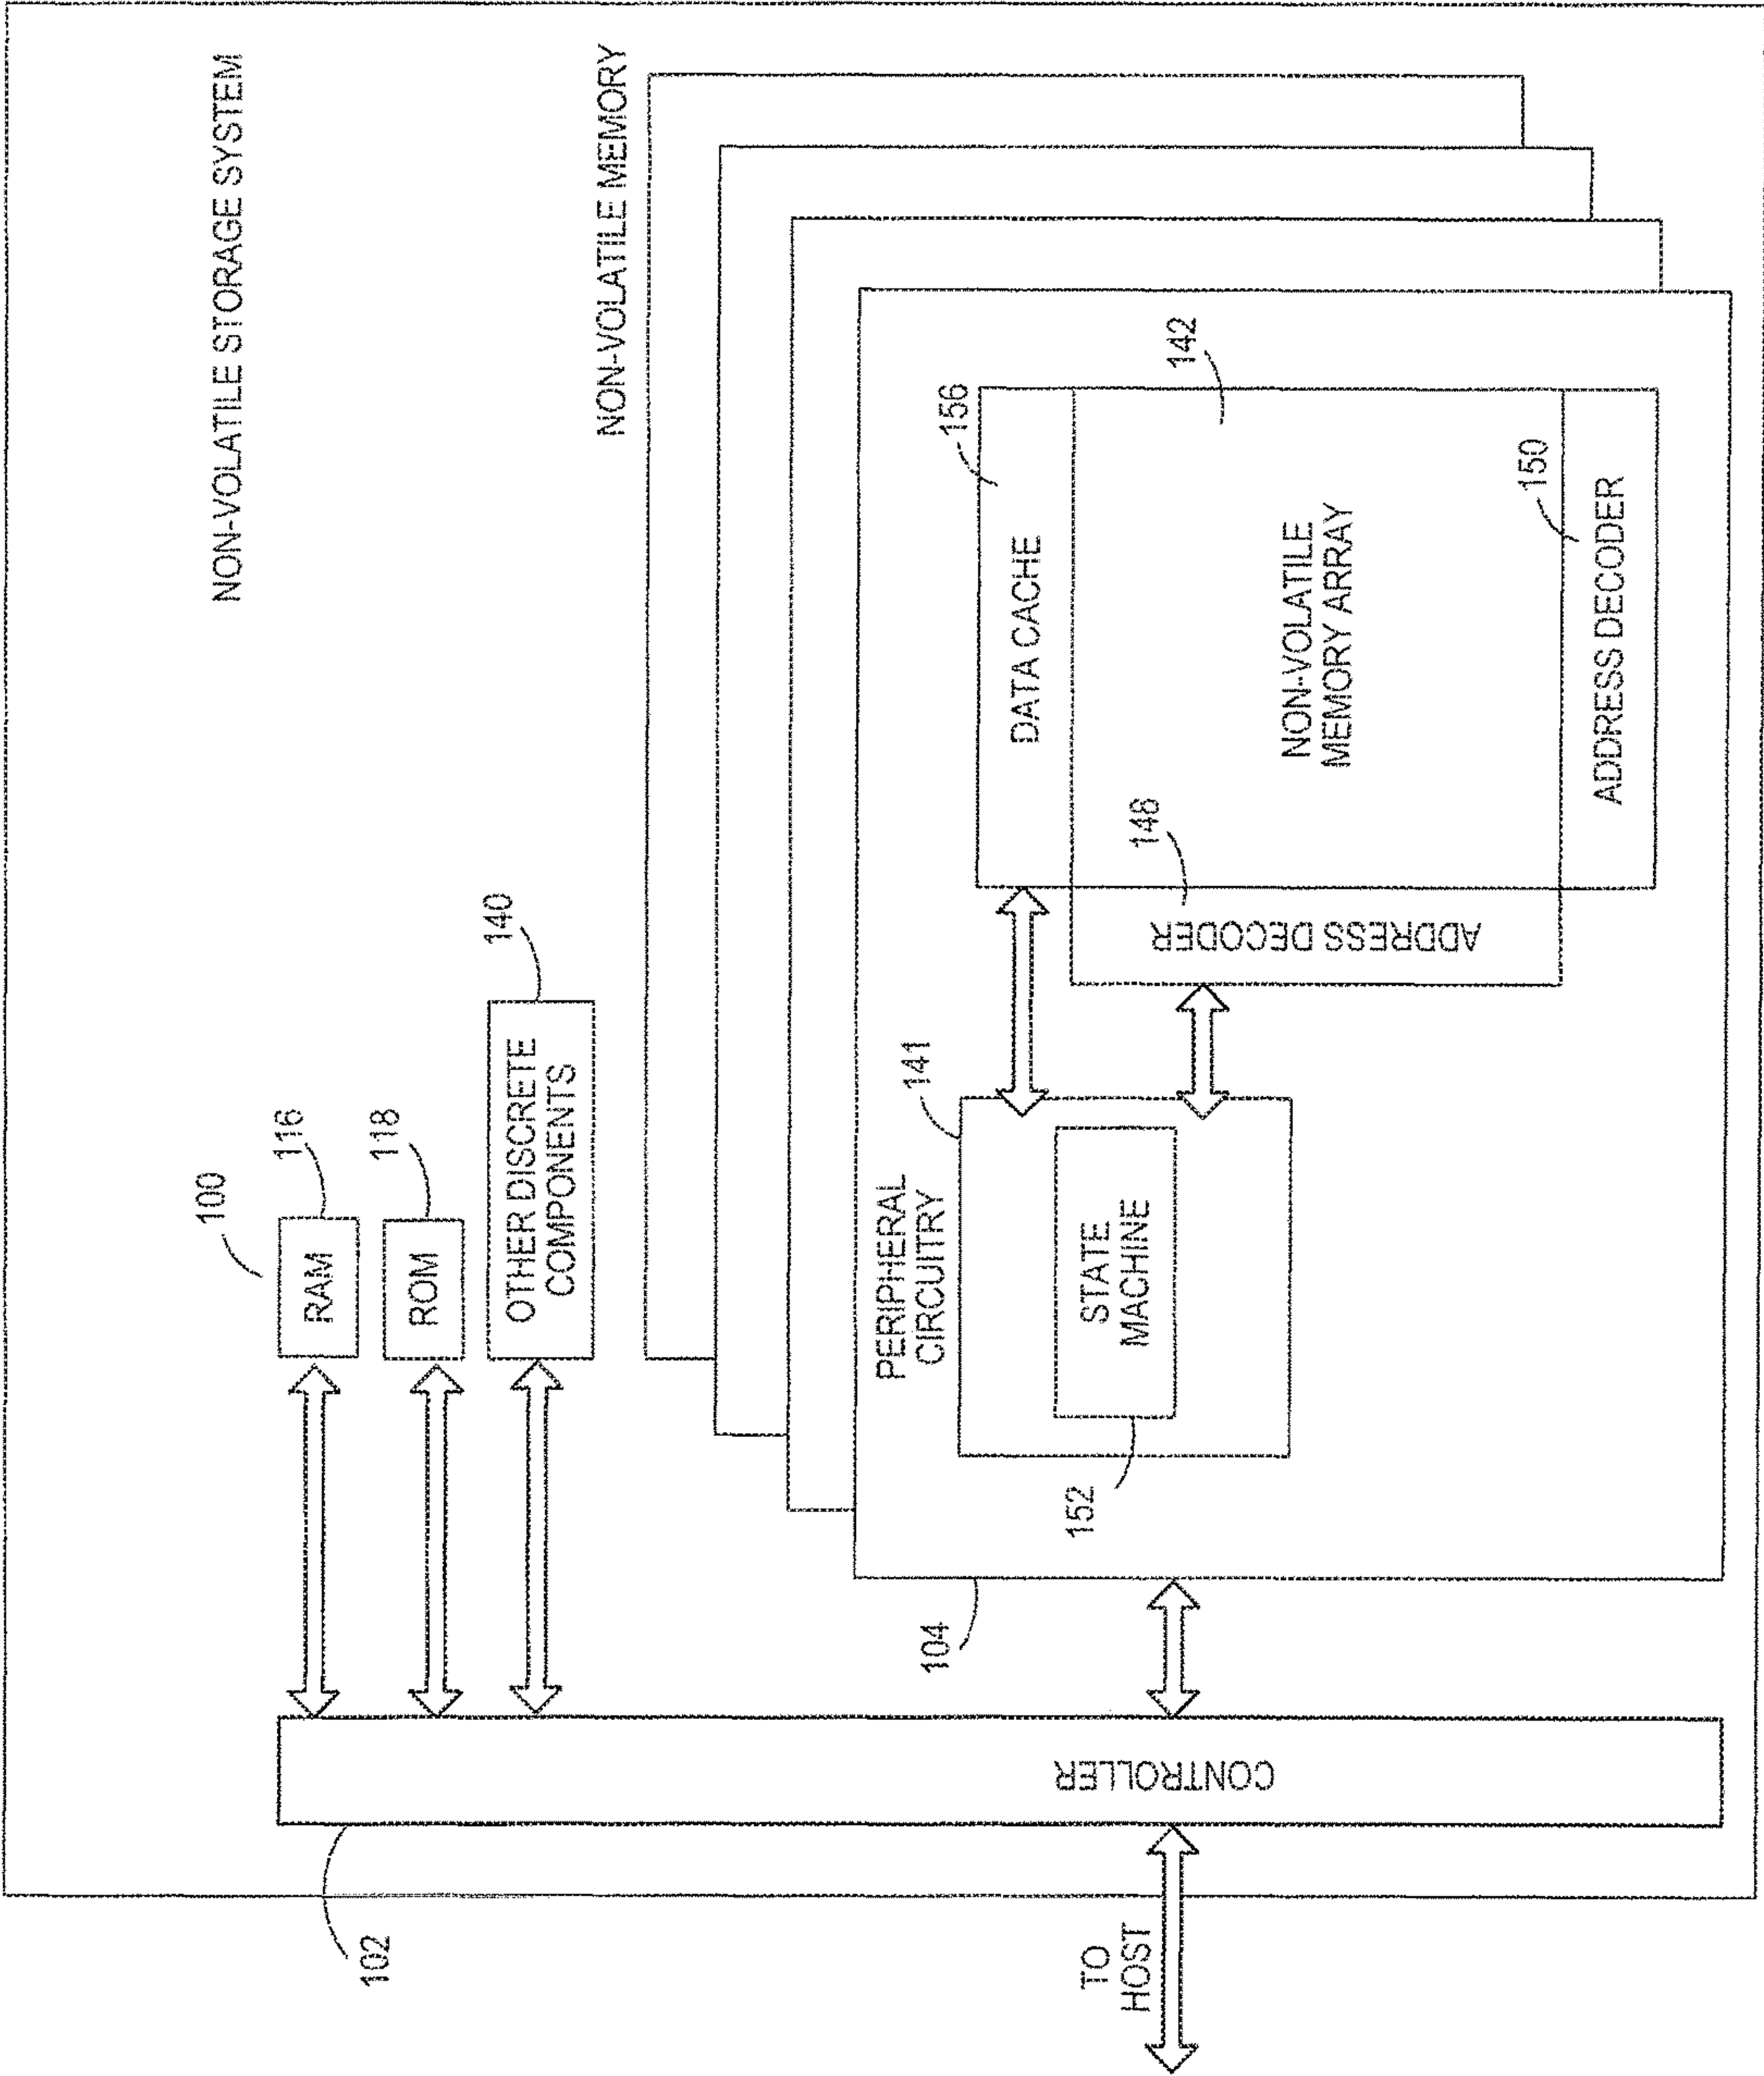 NON-VOLATILE STORAGE SYSTEM
100
RAM
116
ROM
118
OTHER DISCRETE
COMPONENTS
140
NON-VOLATILE MEMORY
102
CONTROLLER
TO
HOST
104
PERIPHERAL
CIRCUITRY
141
STATE
MACHINE
152
DATA CACHE
156
ADDRESS DECODER
148
NON-VOLATILE
MEMORY ARRAY
142
ADDRESS DECODER
150